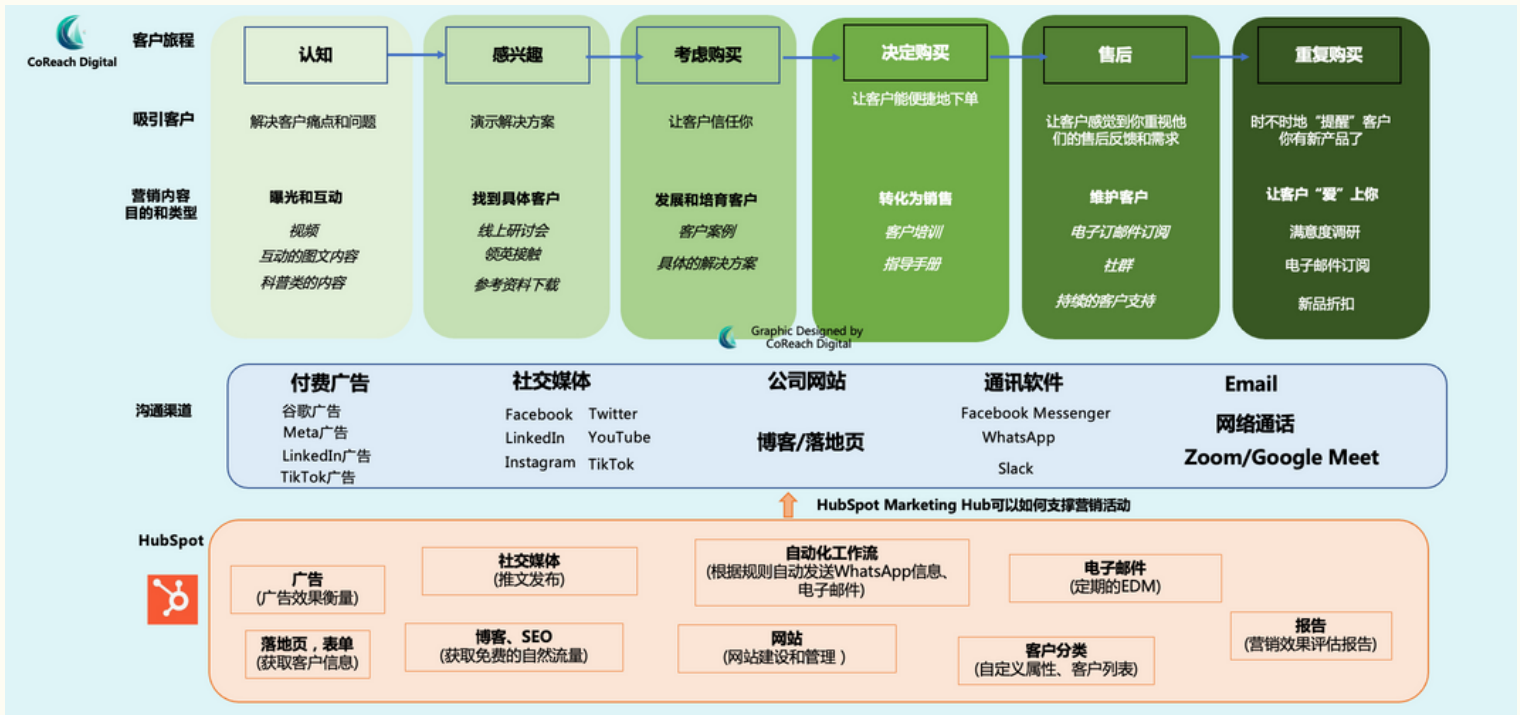 CoReach Digital
客户旅程
认知
感兴趣
考虑购买
决定购买
售后
重复购买
吸引客户
解决客户痛点和问题
演示解决方案
让客户信任你
让客户能便捷地下单
让客户感觉到你重视他
们的售后反馈和需求
时不时地“提醒”客户
你有新产品了
营销内容
目的和类型
曝光和互动
视频
互动的图文内容
科普类的内容
找到具体客户
线上研讨会
领英接触
参考资料下载
发展和培育客户
客户案例
具体的解决方案
转化为销售
客户培训
指导手册
维护客户
电子订邮件订阅
社群
持续的客户支持
让客户“爱”上你
满意度调研
电子邮件订阅
新品折扣
Graphic Designed by
CoReach Digital
沟通渠道
付费广告
谷歌广告
Meta广告
LinkedIn广告
TikTok广告
社交媒体
Facebook Twitter
LinkedIn YouTube
Instagram TikTok
公司网站
博客/落地页
通讯软件
Facebook Messenger
WhatsApp
Slack
Email
网络通话
Zoom/Google Meet
HubSpot Marketing Hub可以如何支撑营销活动
HubSpot
广告
(广告效果衡量)
社交媒体
(推文发布)
自动化工作流
(根据规则自动发送WhatsApp信息、
电子邮件)
电子邮件
(定期的EDM)
落地页，表单
(获取客户信息)
博客、SEO
(获取免费的自然流量)
网站
(网站建设和管理 )
客户分类
(自定义属性、客户列表)
报告
(营销效果评估报告)